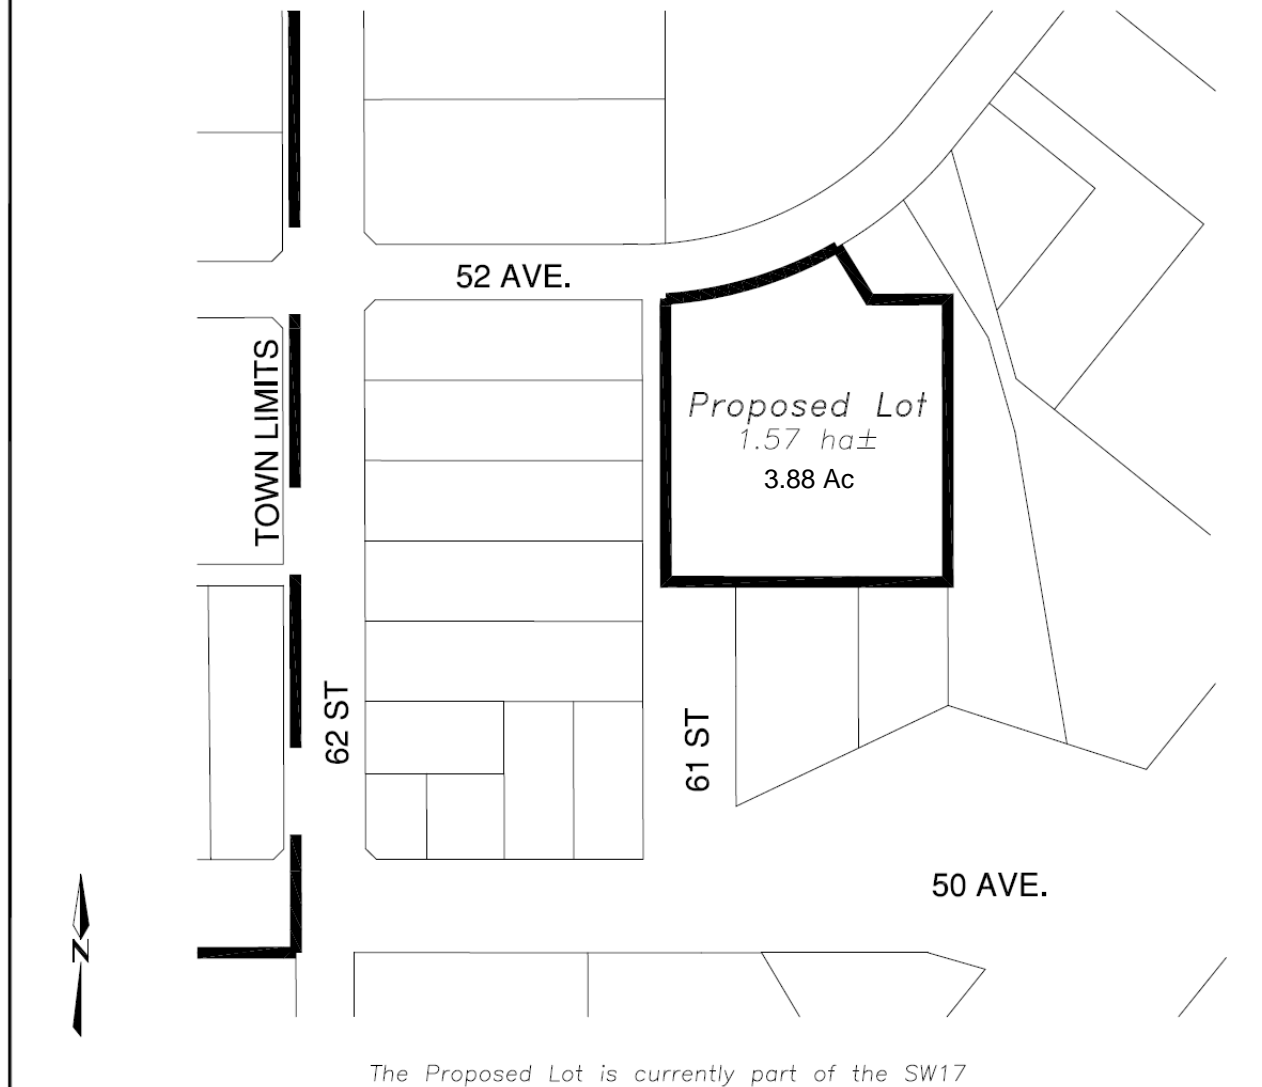 52 AVE.
TOWN LIMITS
Proposed Lot
1.57 ha±
3.88 Ac
62 ST
61 ST
50 AVE.
N
The Proposed Lot is currently part of the SW17